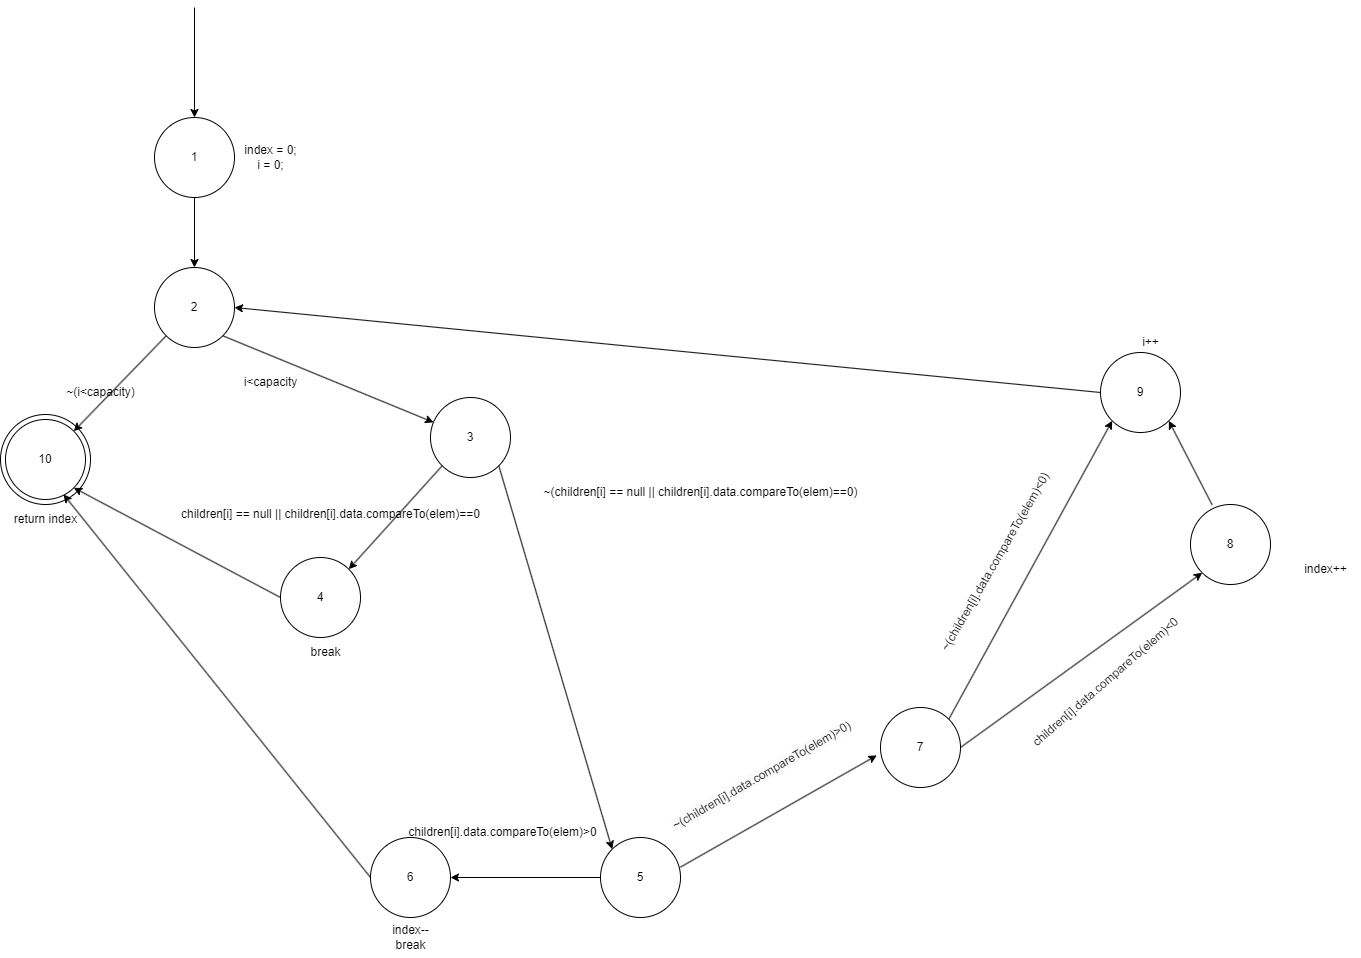 1
index = 0;
i = 0;
2
i++
9
~(i<capacity)
i<capacity
3
10
~(children[i] == null || children[i].data.compareTo(elem)==0)
children[i] == null || children[i].data.compareTo(elem)==0
return index
~(children[i].data.compareTo(elem)<0)
8
index++
4
break
children[i].data.compareTo(elem)<0
7
~(children[i].data.compareTo(elem)>0)
children[i].data.compareTo(elem)>0
6
5
index--
break